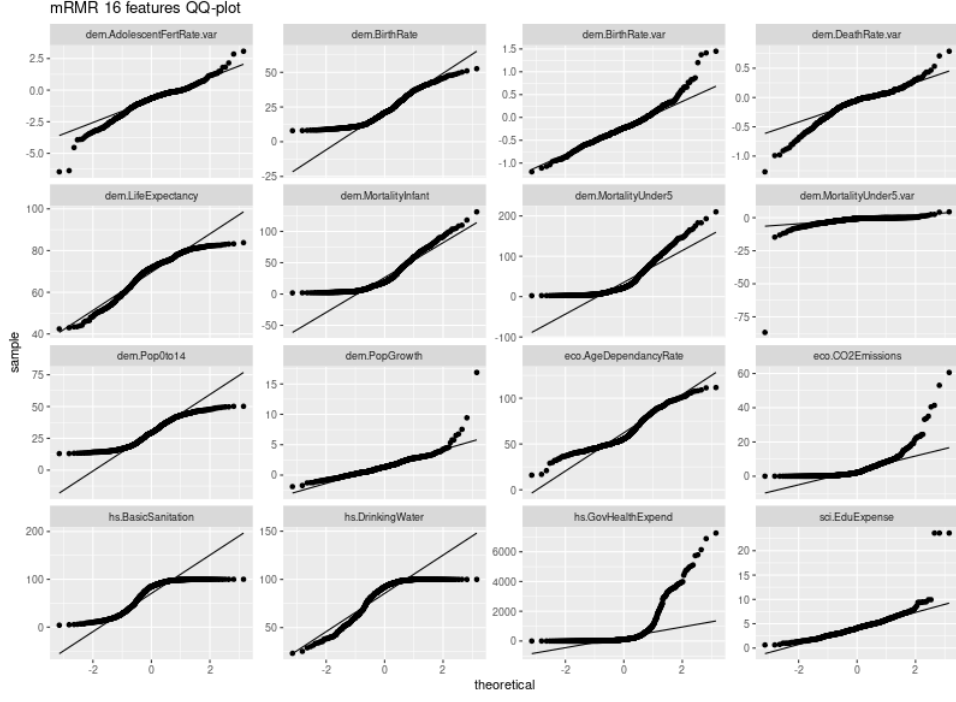 mRMR 16 features QQ-plot
dem.AdolescentFertRate.var
dem.BirthRate
dem.BirthRate.var
dem.DeathRate.var
2.5
0.0
-2.5
-5.0
50
25
0
-25
1.5
1.0
0.5
0.0
-0.5
-1.0
0.5
0.0
-0.5
-1.0
dem.LifeExpectancy
dem.MortalityInfant
dem.MortalityUnder5
dem.MortalityUnder5.var
100
80
60
40
100
50
0
-50
200
100
0
-100
0
-25
-50
-75
sample
dem.Pop0to14
dem.PopGrowth
eco.AgeDependancyRate
eco.CO2Emissions
75
50
25
0
15
10
5
0
100
50
0
60
40
20
0
hs.BasicSanitation
hs.DrinkingWater
hs.GovHealthExpend
sci.EduExpense
200
100
0
150
100
50
6000
4000
2000
0
20
15
10
5
0
-2 0 2
-2 0 2
-2 0 2
-2 0 2
theoretical